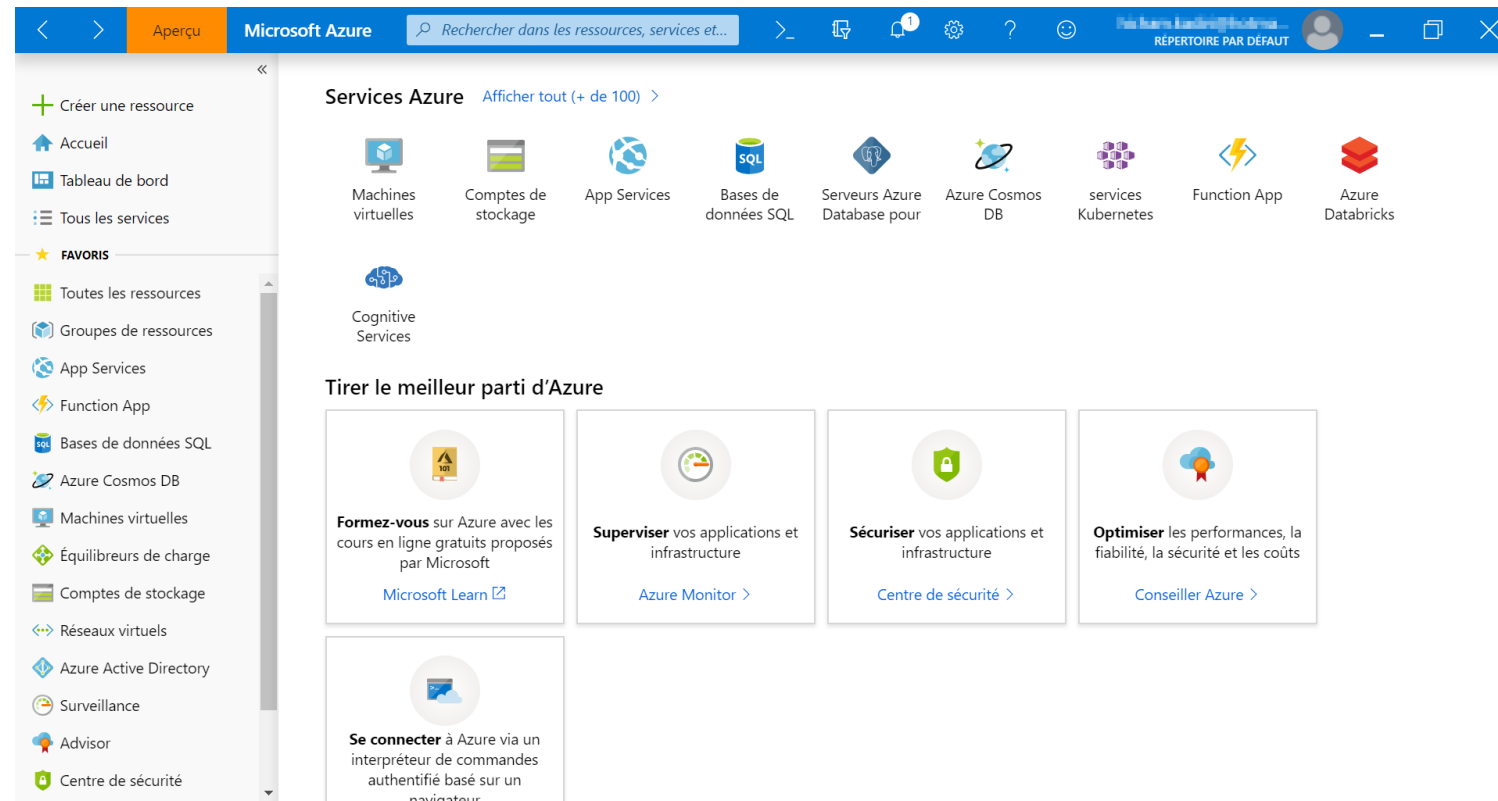 Aperçu
Microsoft Azure
Rechercher dans les ressources, services et...
1
RÉPERTOIRE PAR DÉFAUT
Créer une ressource
Accueil
Tableau de bord
Tous les services
FAVORIS
Toutes les ressources
Groupes de ressources
App Services
Function App
Bases de données SQL
Azure Cosmos DB
Machines virtuelles
Équilibreurs de charge
Comptes de stockage
Réseaux virtuels
Azure Active Directory
Surveillance
Advisor
Centre de sécurité
Services Azure Afficher tout (+ de 100)
SQL
Machines
virtuelles
Comptes de
stockage
App Services
Bases de
données SQL
Serveurs Azure
Database pour
Azure Cosmos
DB
services
Kubernetes
Function App
Azure
Databricks
Cognitive
Services
Tirer le meilleur parti d’Azure
101
Formez-vous sur Azure avec les
cours en ligne gratuits proposés
par Microsoft
Microsoft Learn
Superviser vos applications et
infrastructure
Azure Monitor
Sécuriser vos applications et
infrastructure
Centre de sécurité
Optimiser les performances, la
fiabilité, la sécurité et les coûts
Conseiller Azure
Se connecter à Azure via un
interpréteur de commandes
authentifié basé sur un
navigateur